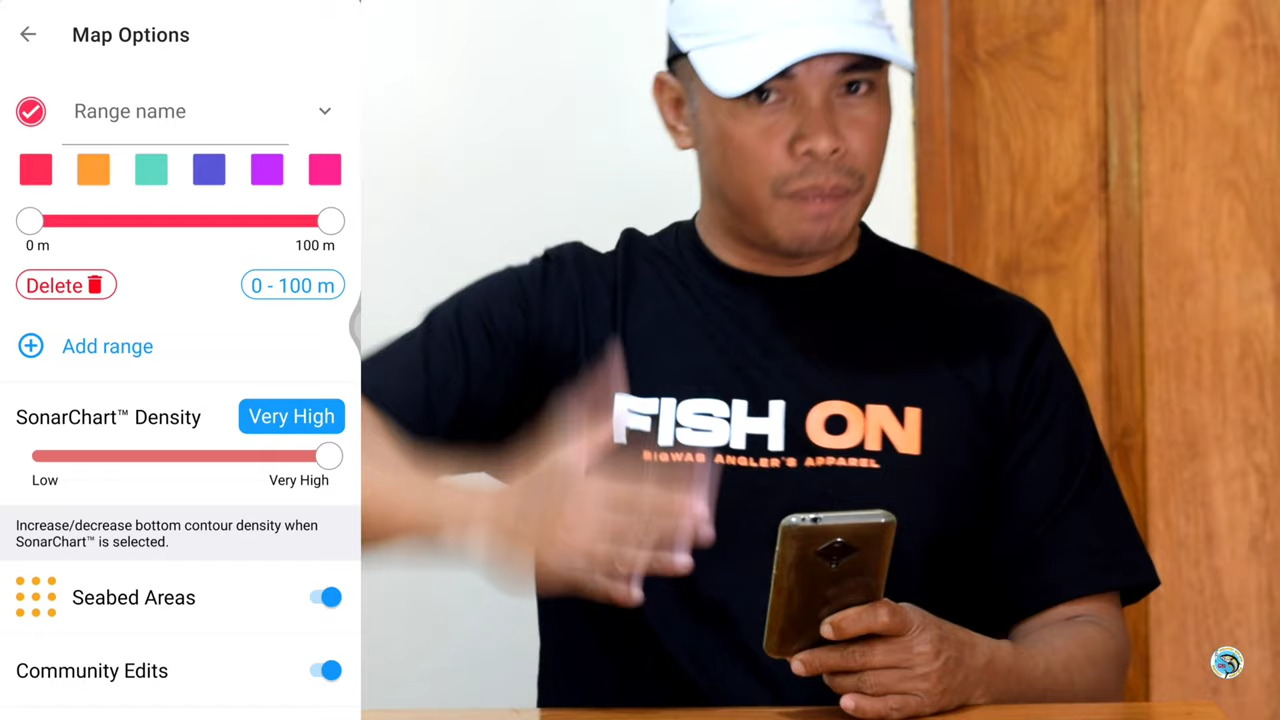 Map Options
Range name
0 m
100 m
Delete
0 - 100 m
Add range
SonarChart™ Density
Very High
Low
Very High
Increase/decrease bottom contour density when
SonarChart™ is selected.
Seabed Areas
Community Edits
FISH ON
BIGWAS ANGLER'S APPAREL